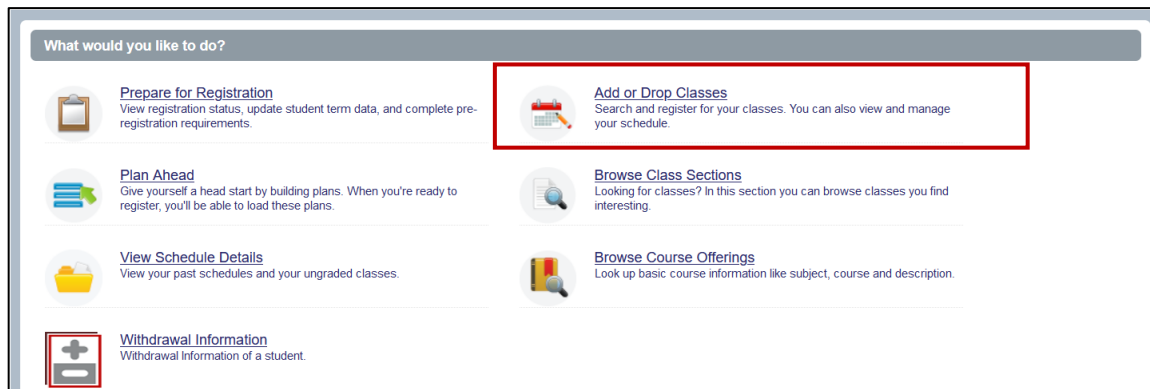 What would you like to do?
Prepare for Registration
View registration status, update student term data, and complete pre-
registration requirements.
Add or Drop Classes
Search and register for your classes. You can also view and manage
your schedule.
Plan Ahead
Give yourself a head start by building plans. When you're ready to
register, you'll be able to load these plans.
Browse Class Sections
Looking for classes? In this section you can browse classes you find
interesting.
View Schedule Details
View your past schedules and your ungraded classes.
Browse Course Offerings
Look up basic course information like subject, course and description.
Withdrawal Information
Withdrawal Information of a student.